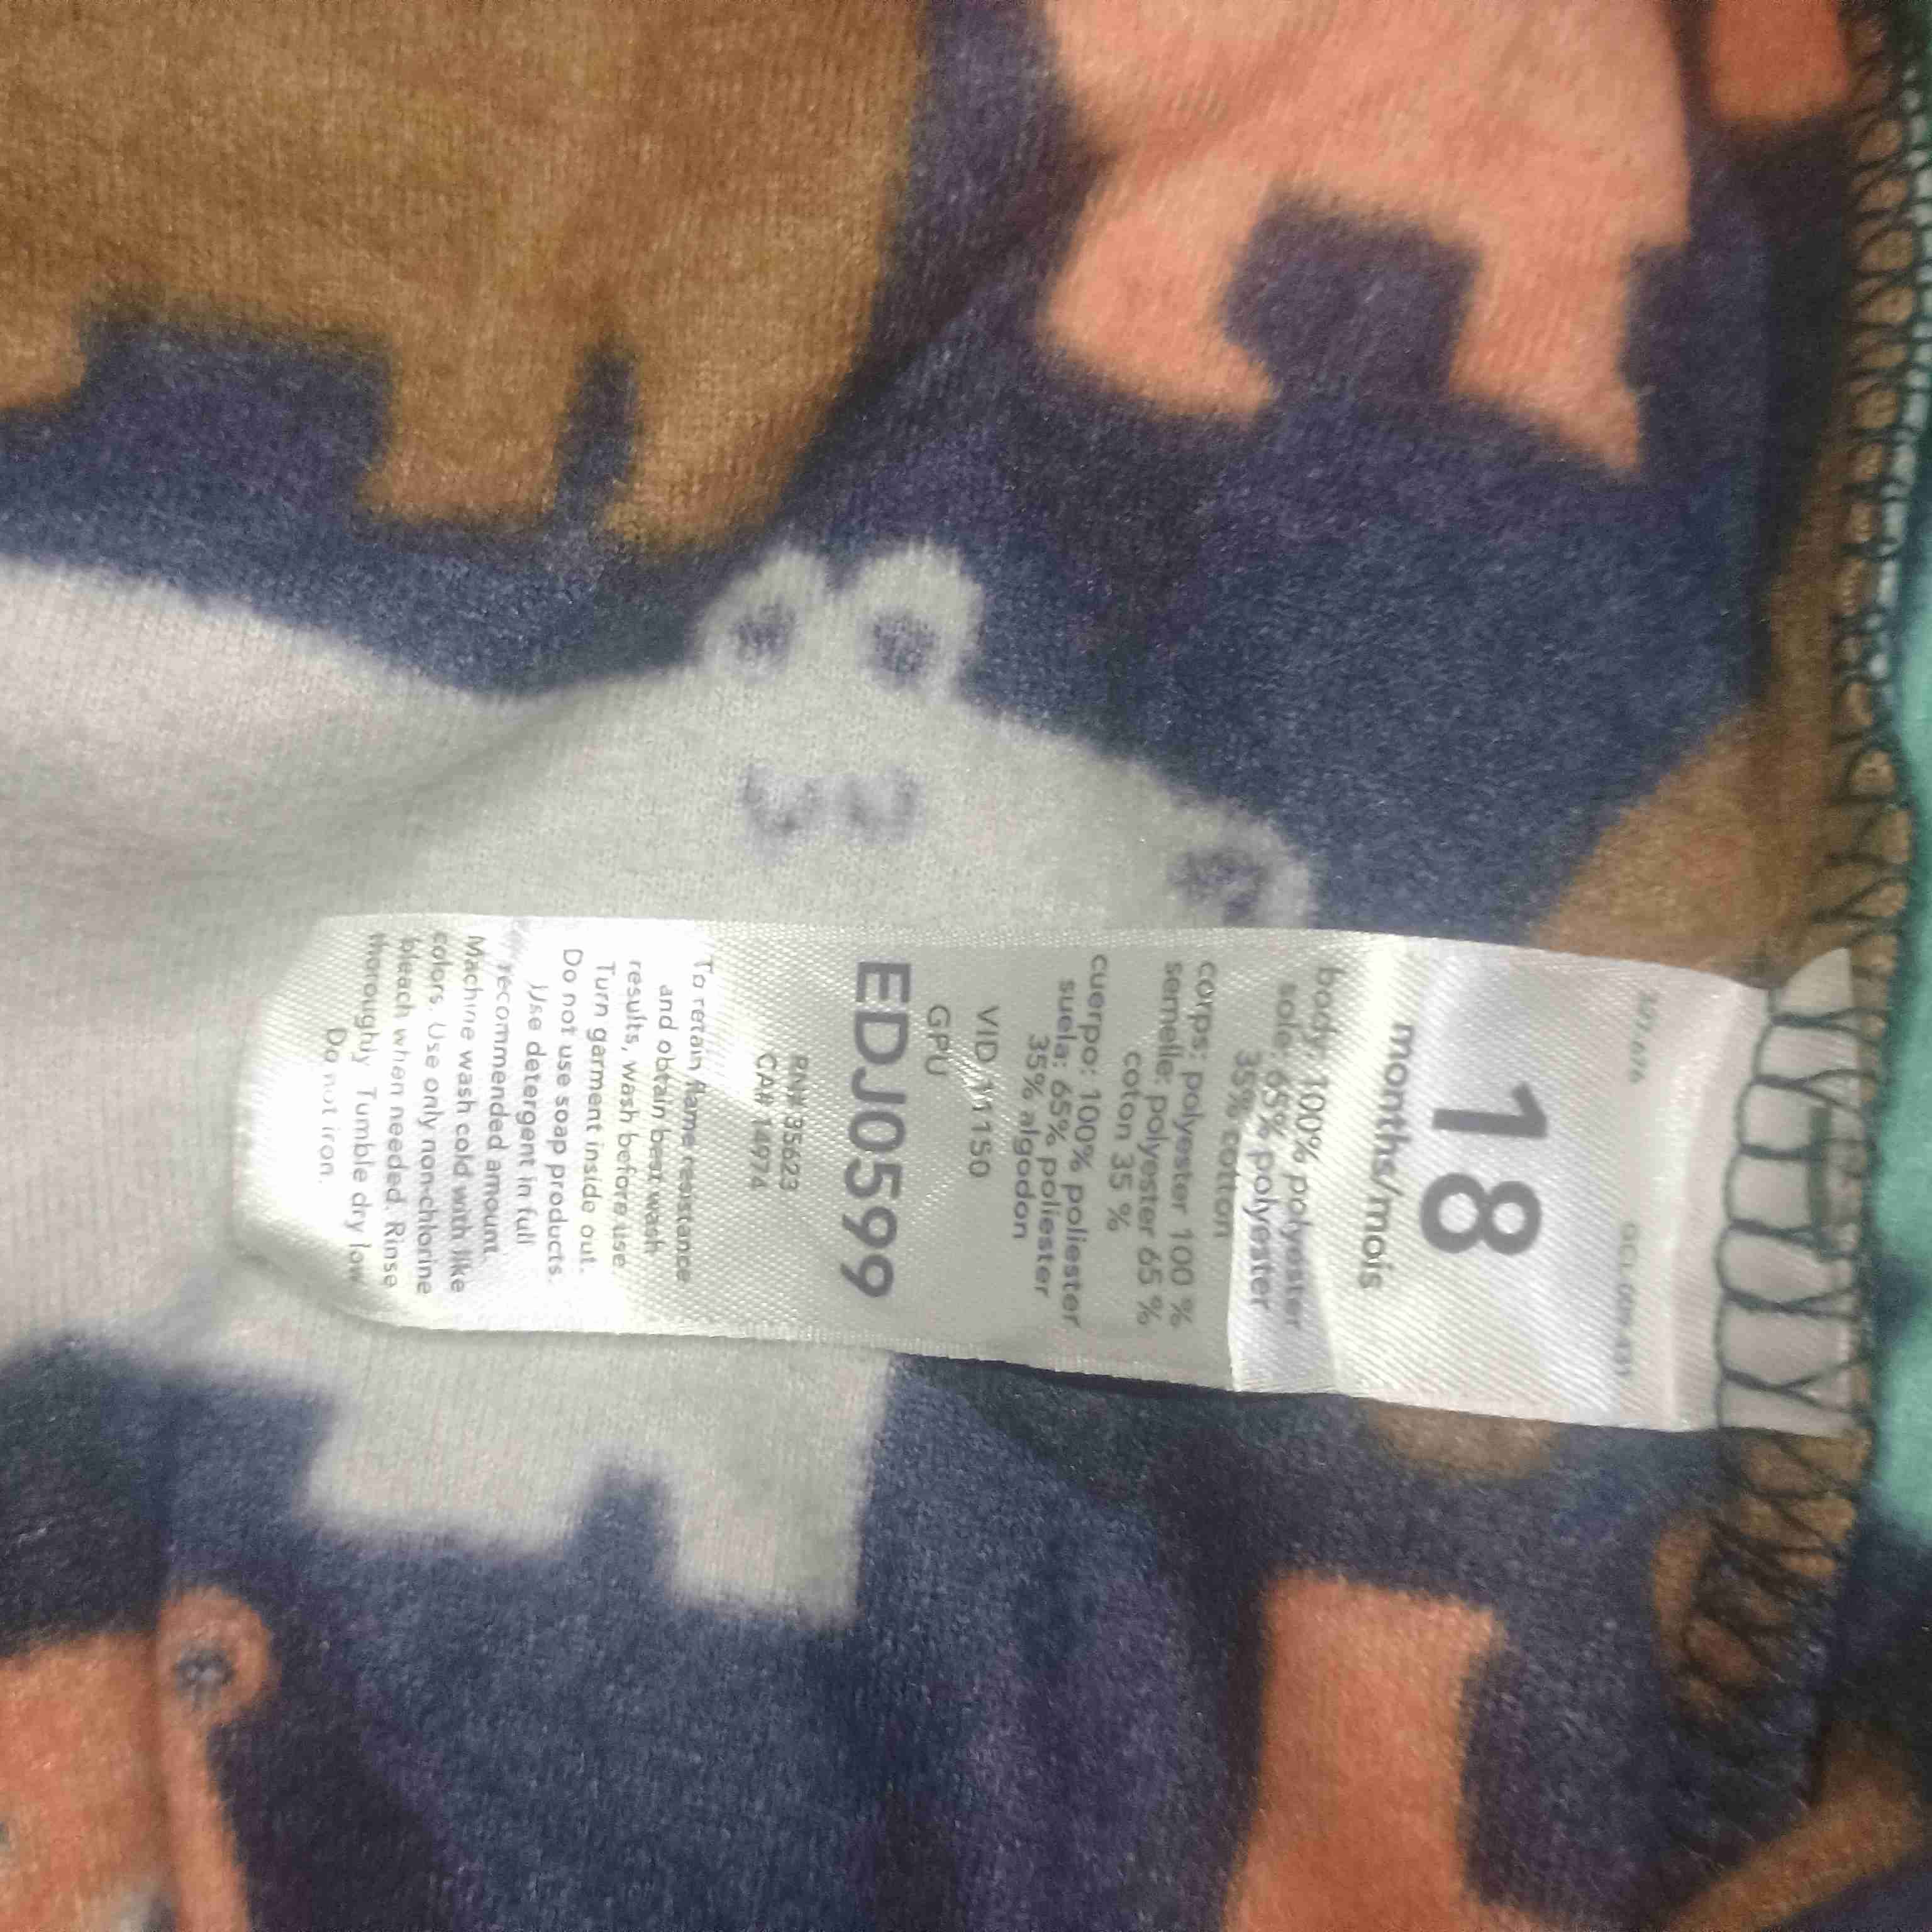 18
months/mois
body: 100% polyester
sole: 65% polyester
35% cotton
corps: polyester 100 %
semelle: polyester 65 %
coton 35 %
cuerpo: 100% poliester
suela: 65% poliester
35% algodon
VID 11150
GPU
EDJ0599
RN# 35623
CA# 14974
To retain flame resistance
and obtain best wash
results, wash before use
Turn garment inside out.
Do not use soap products.
Use detergent in full
recommended amount.
Machine wash cold with like
colors. Use only non-chlorine
bleach when needed. Rinse
thoroughly. Tumble dry low
Do not iron.